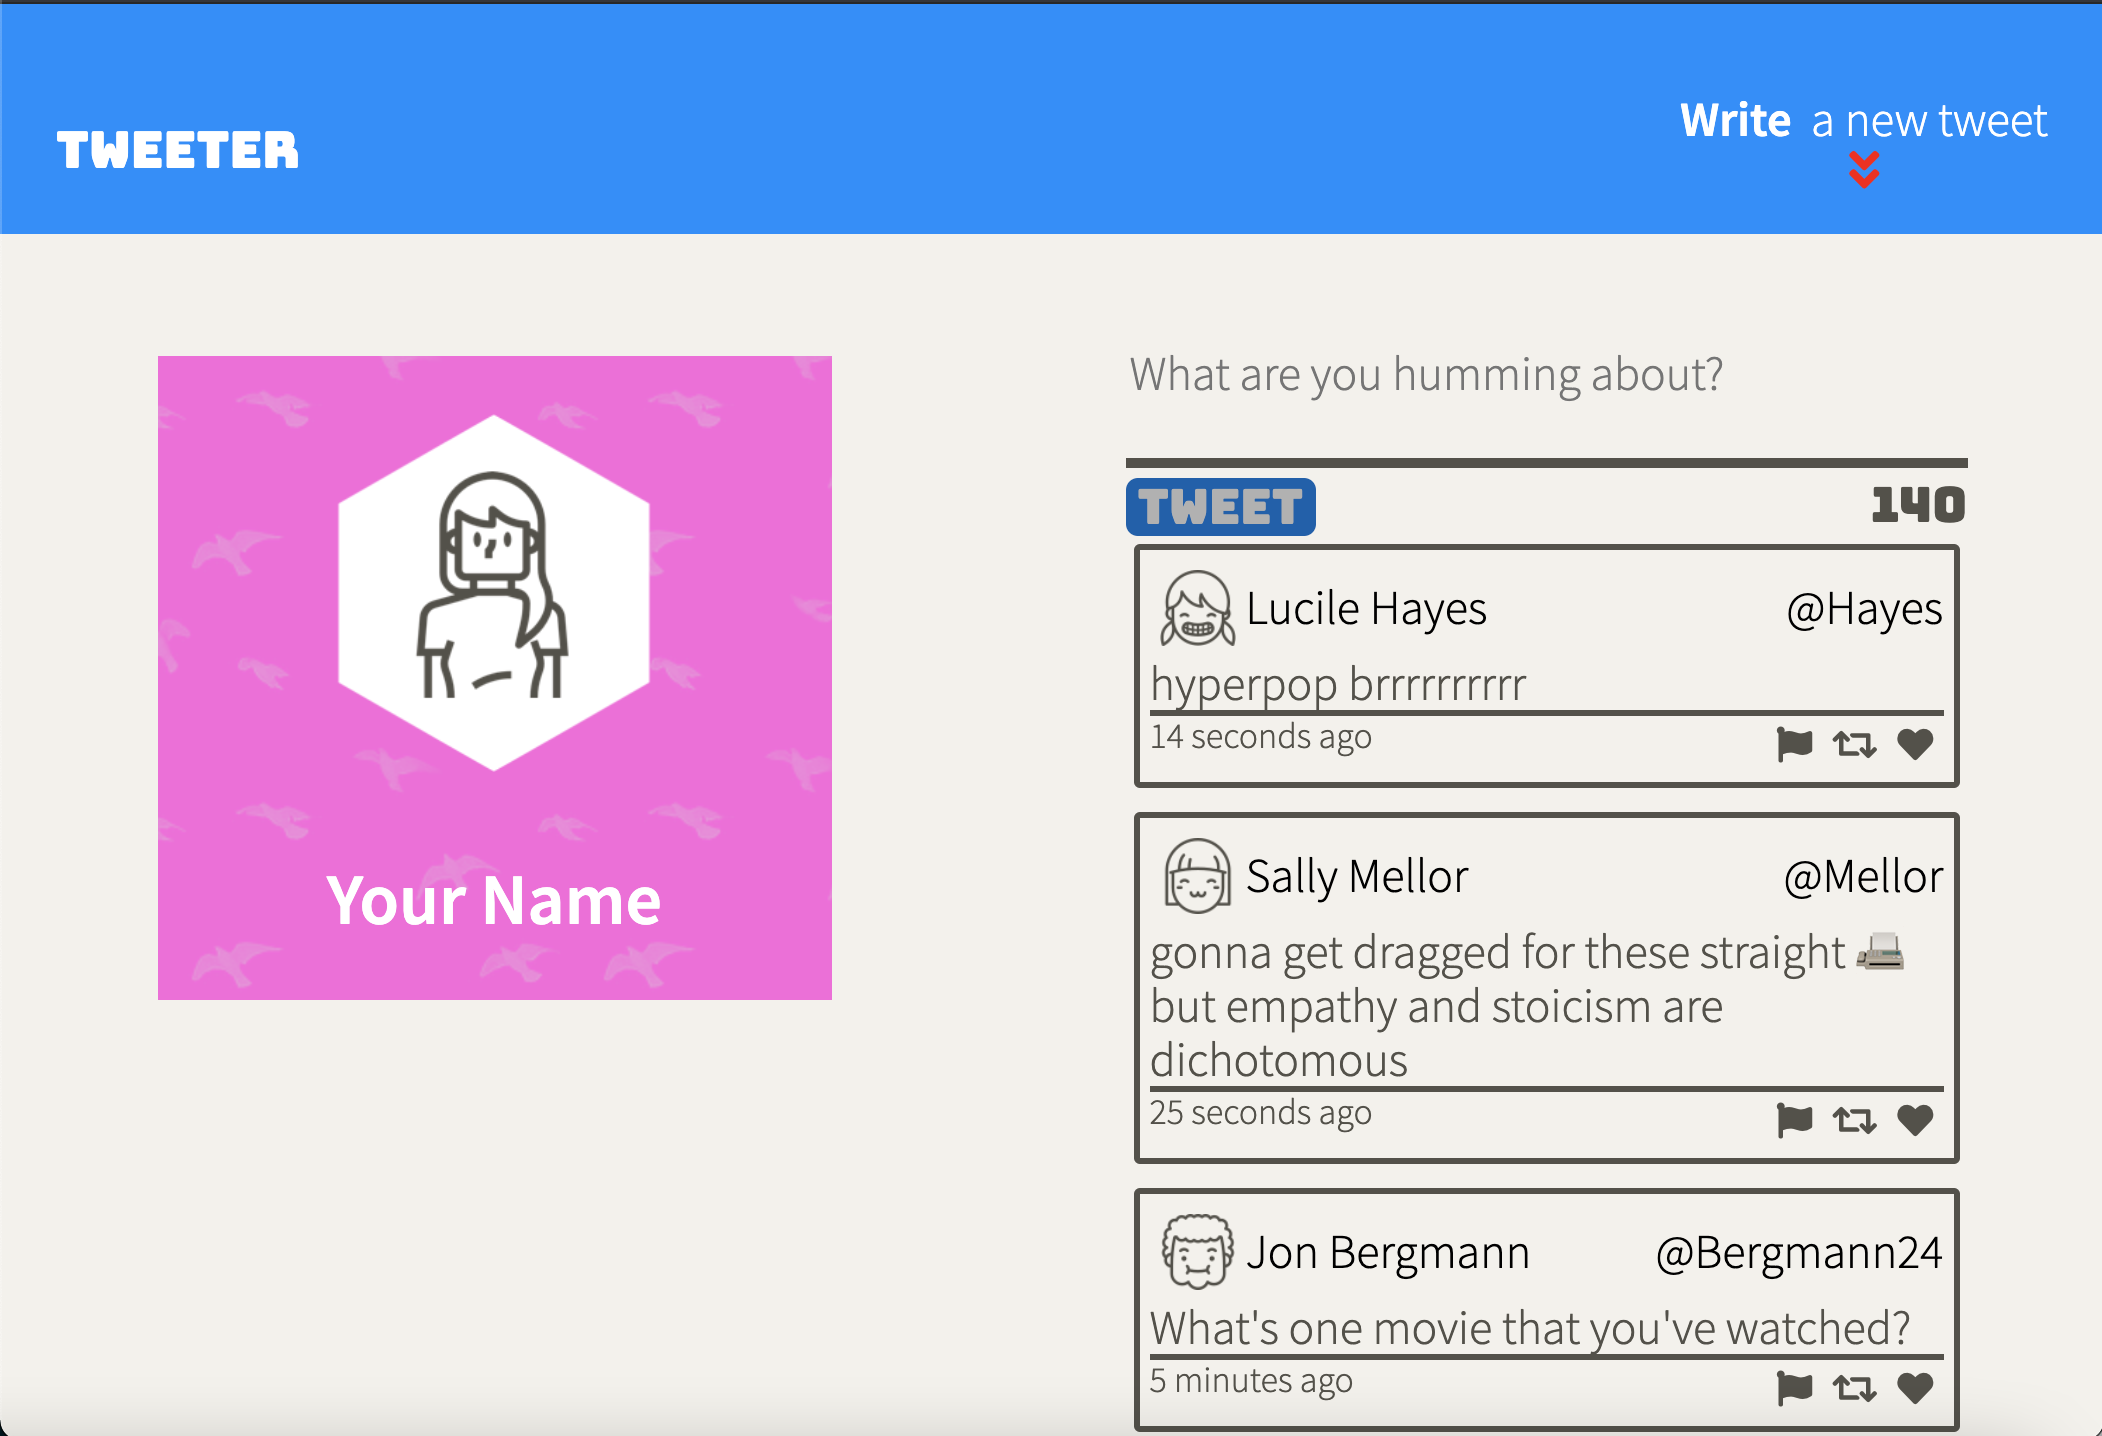 TWEETER
Write a new tweet
Your Name
What are you humming about?
TWEET
140
Lucile Hayes @Hayes
hyperpop brrrrrrrrrr
14 seconds ago
Sally Mellor @Mellor
gonna get dragged for these straight 📠
but empathy and stoicism are
dichotomous
25 seconds ago
Jon Bergmann @Bergmann24
What's one movie that you've watched?
5 minutes ago